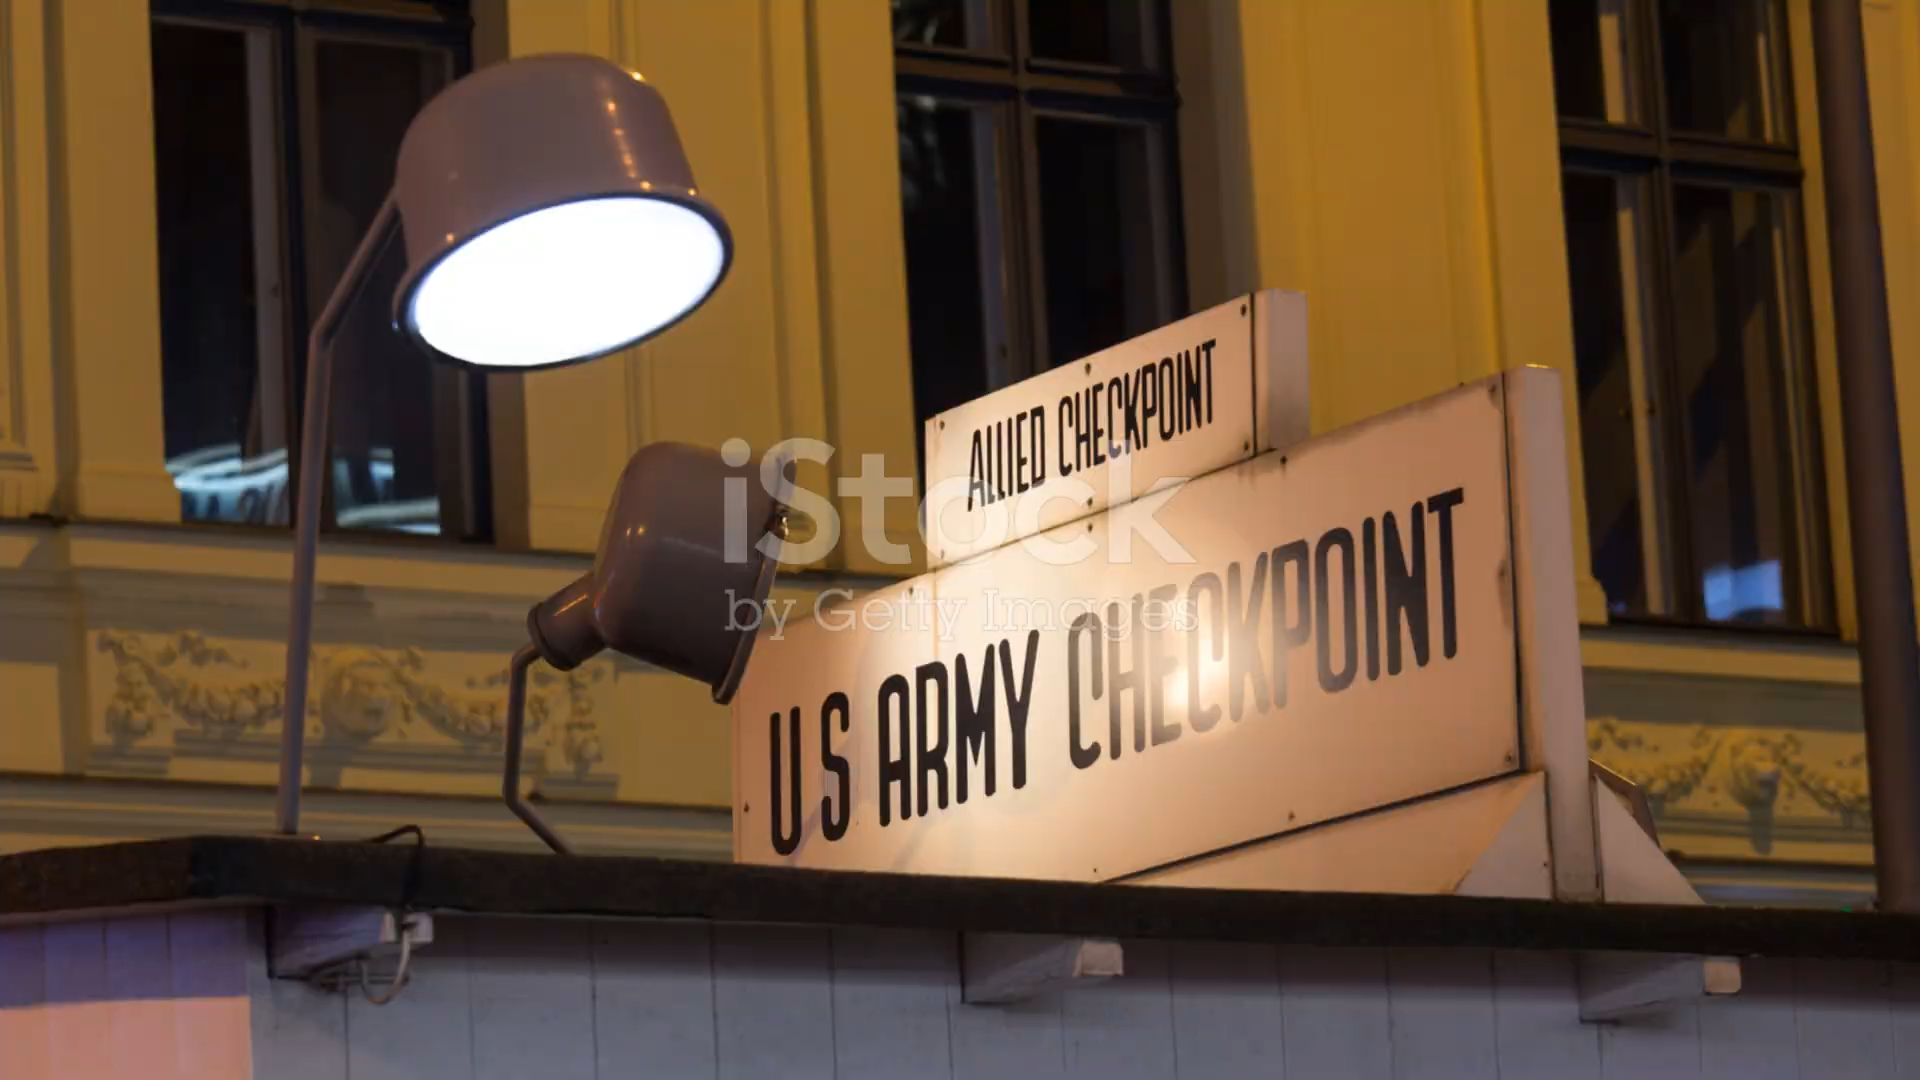 ALLIED CHECKPOINT
iStock
by Getty Images
U S ARMY CHECKPOINT